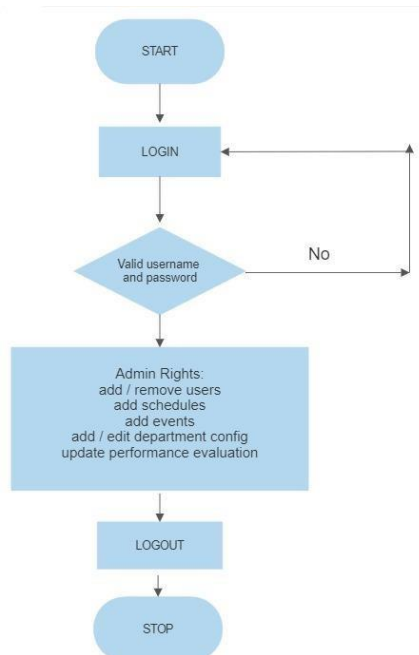 START
LOGIN
Valid username
and password
No
Admin Rights:
add / remove users
add schedules
add events
add / edit department config
update performance evaluation
LOGOUT
STOP